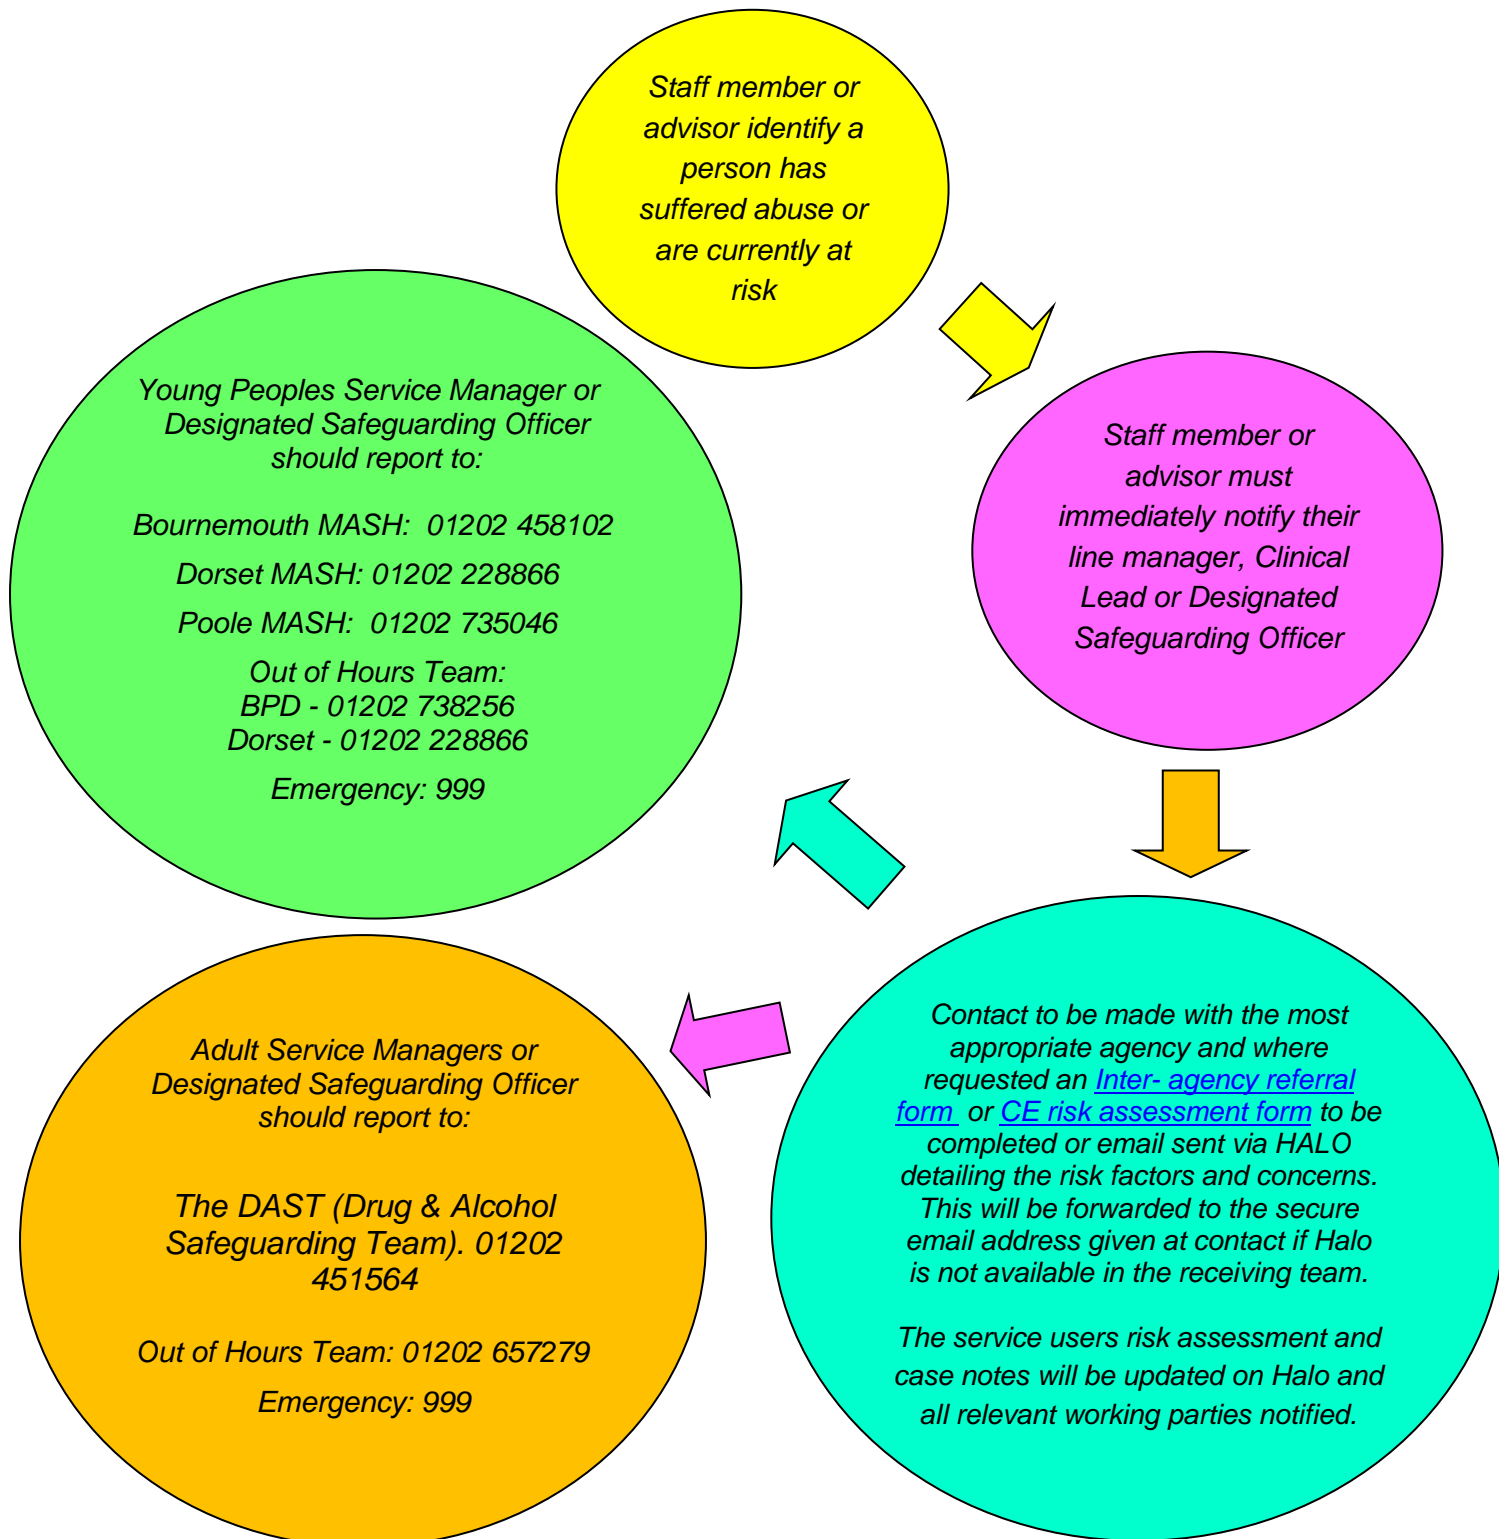 Staff member or
advisor identify a
person has
suffered abuse or
are currently at
risk
Staff member or
advisor must
immediately notify their
line manager, Clinical
Lead or Designated
Safeguarding Officer
Contact to be made with the most
appropriate agency and where
requested an Inter- agency referral
form  or CE risk assessment form to be
completed or email sent via HALO
detailing the risk factors and concerns.
This will be forwarded to the secure
email address given at contact if Halo
is not available in the receiving team.
The service users risk assessment and
case notes will be updated on Halo and
all relevant working parties notified.
Young Peoples Service Manager or
Designated Safeguarding Officer
should report to:
Bournemouth MASH:  01202 458102
Dorset MASH: 01202 228866
Poole MASH:  01202 735046
Out of Hours Team:
BPD - 01202 738256
Dorset - 01202 228866
Emergency: 999
Adult Service Managers or
Designated Safeguarding Officer
should report to:
The DAST (Drug & Alcohol
Safeguarding Team). 01202
451564
Out of Hours Team: 01202 657279
Emergency: 999